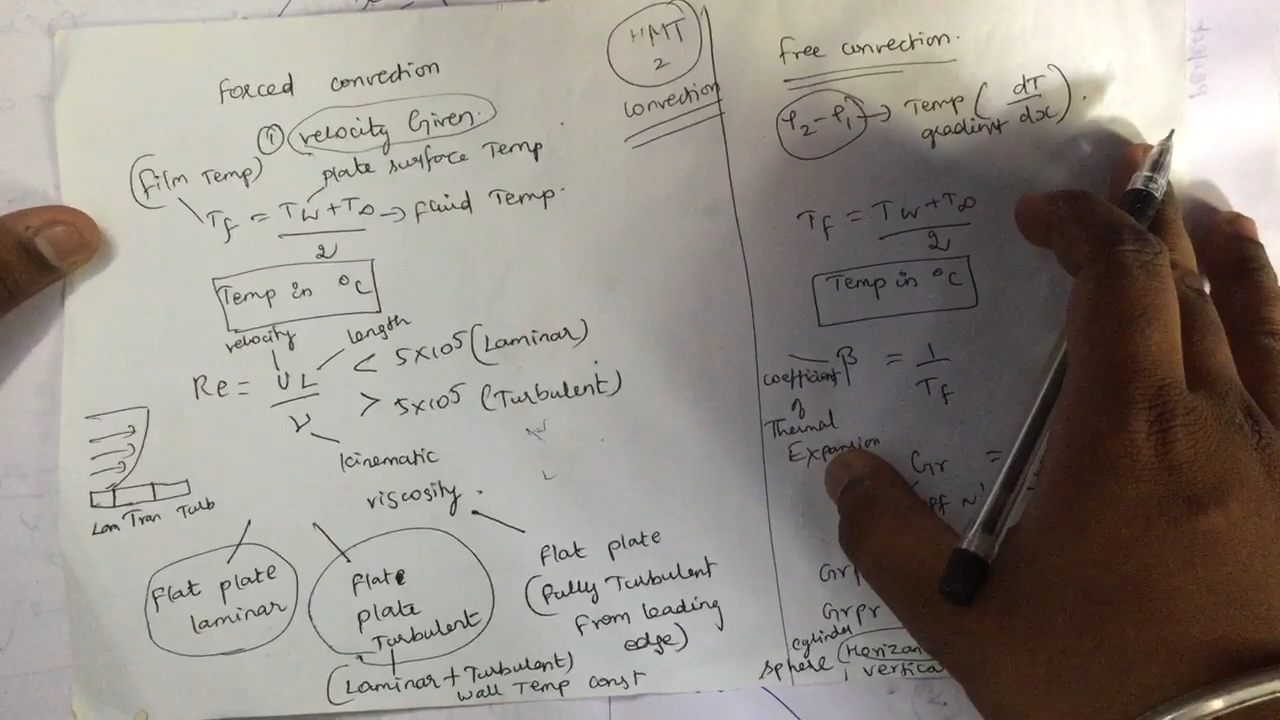 HMT
2
convection
Forced convection
① velocity Given.
(Film Temp)
plate surface Temp
Tf = Tw + T∞ / 2 → fluid Temp.
Temp in °C
velocity
length
Re = UL / ν < 5×10⁵ (Laminar)
> 5×10⁵ (Turbulent)
kinematic
viscosity.
Lam Tran Turb
Flat plate
laminar
Flate
plate
Turbulent
(Laminar + Turbulent)
wall Temp const
Flat plate
(fully Turbulent
from leading
edge)
Free convection.
ρ2 - ρ1 → Temp (dT/dx).
gradient
Tf = Tw + T∞ / 2
Temp in °C
β = 1 / Tf
coefficient
of
Thermal
Expansion
Gr =
Gr
GrPr
cylinder
sphere